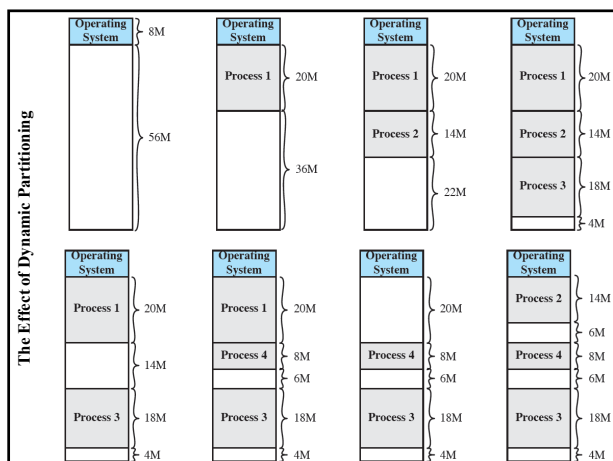 The Effect of Dynamic Partitioning
Operating
System
8M
56M
Operating
System
Process 1
20M
36M
Operating
System
Process 1
20M
Process 2
14M
22M
Operating
System
Process 1
20M
Process 2
14M
Process 3
18M
4M
Operating
System
Process 1
20M
14M
Process 3
18M
4M
Operating
System
Process 1
20M
Process 4
8M
6M
Process 3
18M
4M
Operating
System
20M
Process 4
8M
6M
Process 3
18M
4M
Operating
System
Process 2
14M
6M
Process 4
8M
6M
Process 3
18M
4M